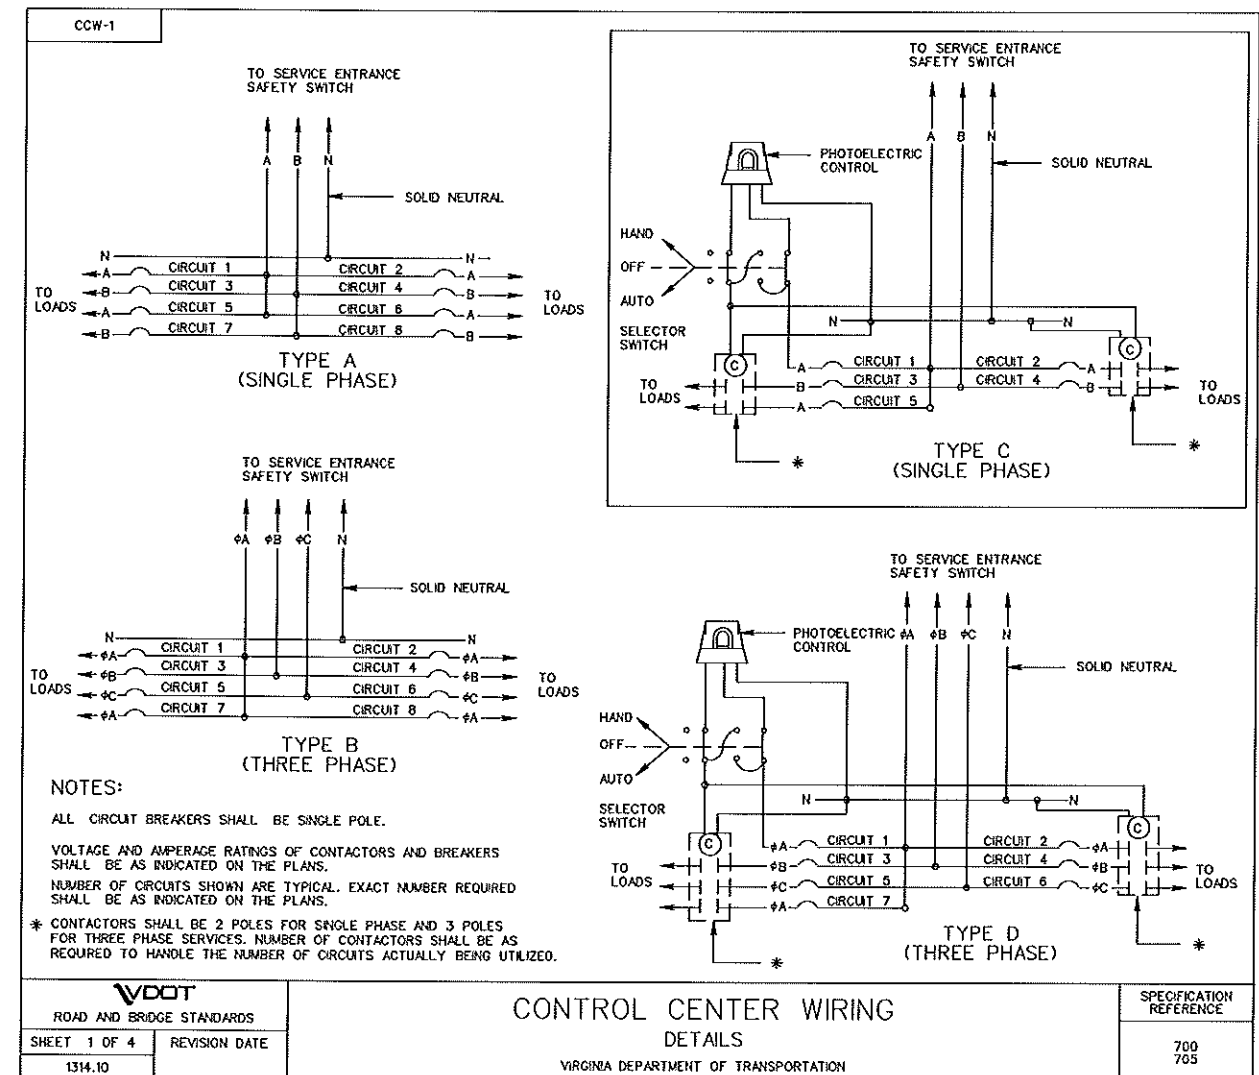 CCW-1
TO SERVICE ENTRANCE
SAFETY SWITCH
A B N
SOLID NEUTRAL
N N
A CIRCUIT 1 CIRCUIT 2 A
B CIRCUIT 3 CIRCUIT 4 B
TO LOADS
TO LOADS
A CIRCUIT 5 CIRCUIT 6 A
B CIRCUIT 7 CIRCUIT 8 B
TYPE A
(SINGLE PHASE)
TO SERVICE ENTRANCE
SAFETY SWITCH
A B N
PHOTOELECTRIC
CONTROL
SOLID NEUTRAL
HAND
OFF
AUTO
SELECTOR
SWITCH
N N
C C
A CIRCUIT 1 CIRCUIT 2 A
TO
LOADS
B CIRCUIT 3 CIRCUIT 4 B
TO
LOADS
A CIRCUIT 5
* *
TYPE C
(SINGLE PHASE)
TO SERVICE ENTRANCE
SAFETY SWITCH
φA φB φC N
SOLID NEUTRAL
N N
φA CIRCUIT 1 CIRCUIT 2 φA
φB CIRCUIT 3 CIRCUIT 4 φB
TO
LOADS
TO
LOADS
φC CIRCUIT 5 CIRCUIT 6 φC
φA CIRCUIT 7 CIRCUIT 8 φA
TYPE B
(THREE PHASE)
TO SERVICE ENTRANCE
SAFETY SWITCH
PHOTOELECTRIC
CONTROL
φA φB φC N
SOLID NEUTRAL
HAND
OFF
AUTO
SELECTOR
SWITCH
N N
C C
φA CIRCUIT 1 CIRCUIT 2 φA
TO
LOADS
φB CIRCUIT 3 CIRCUIT 4 φB
TO
LOADS
φC CIRCUIT 5 CIRCUIT 6 φC
φA CIRCUIT 7
* *
TYPE D
(THREE PHASE)
NOTES:
ALL CIRCUIT BREAKERS SHALL BE SINGLE POLE.
VOLTAGE AND AMPERAGE RATINGS OF CONTACTORS AND BREAKERS
SHALL BE AS INDICATED ON THE PLANS.
NUMBER OF CIRCUITS SHOWN ARE TYPICAL. EXACT NUMBER REQUIRED
SHALL BE AS INDICATED ON THE PLANS.
* CONTACTORS SHALL BE 2 POLES FOR SINGLE PHASE AND 3 POLES
FOR THREE PHASE SERVICES. NUMBER OF CONTACTORS SHALL BE AS
REQUIRED TO HANDLE THE NUMBER OF CIRCUITS ACTUALLY BEING UTILIZED.
VDOT
ROAD AND BRIDGE STANDARDS
SHEET 1 OF 4
REVISION DATE
1314.10
CONTROL CENTER WIRING
DETAILS
VIRGINIA DEPARTMENT OF TRANSPORTATION
SPECIFICATION
REFERENCE
700
705